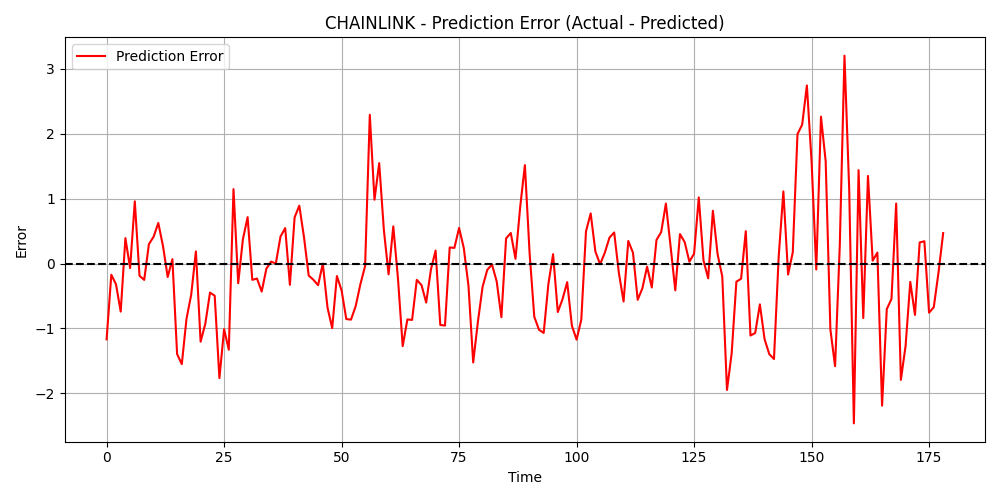 CHAINLINK - Prediction Error (Actual - Predicted)
Prediction Error
3
2
1
0
−1
−2
Error
0 25 50 75 100 125 150 175
Time